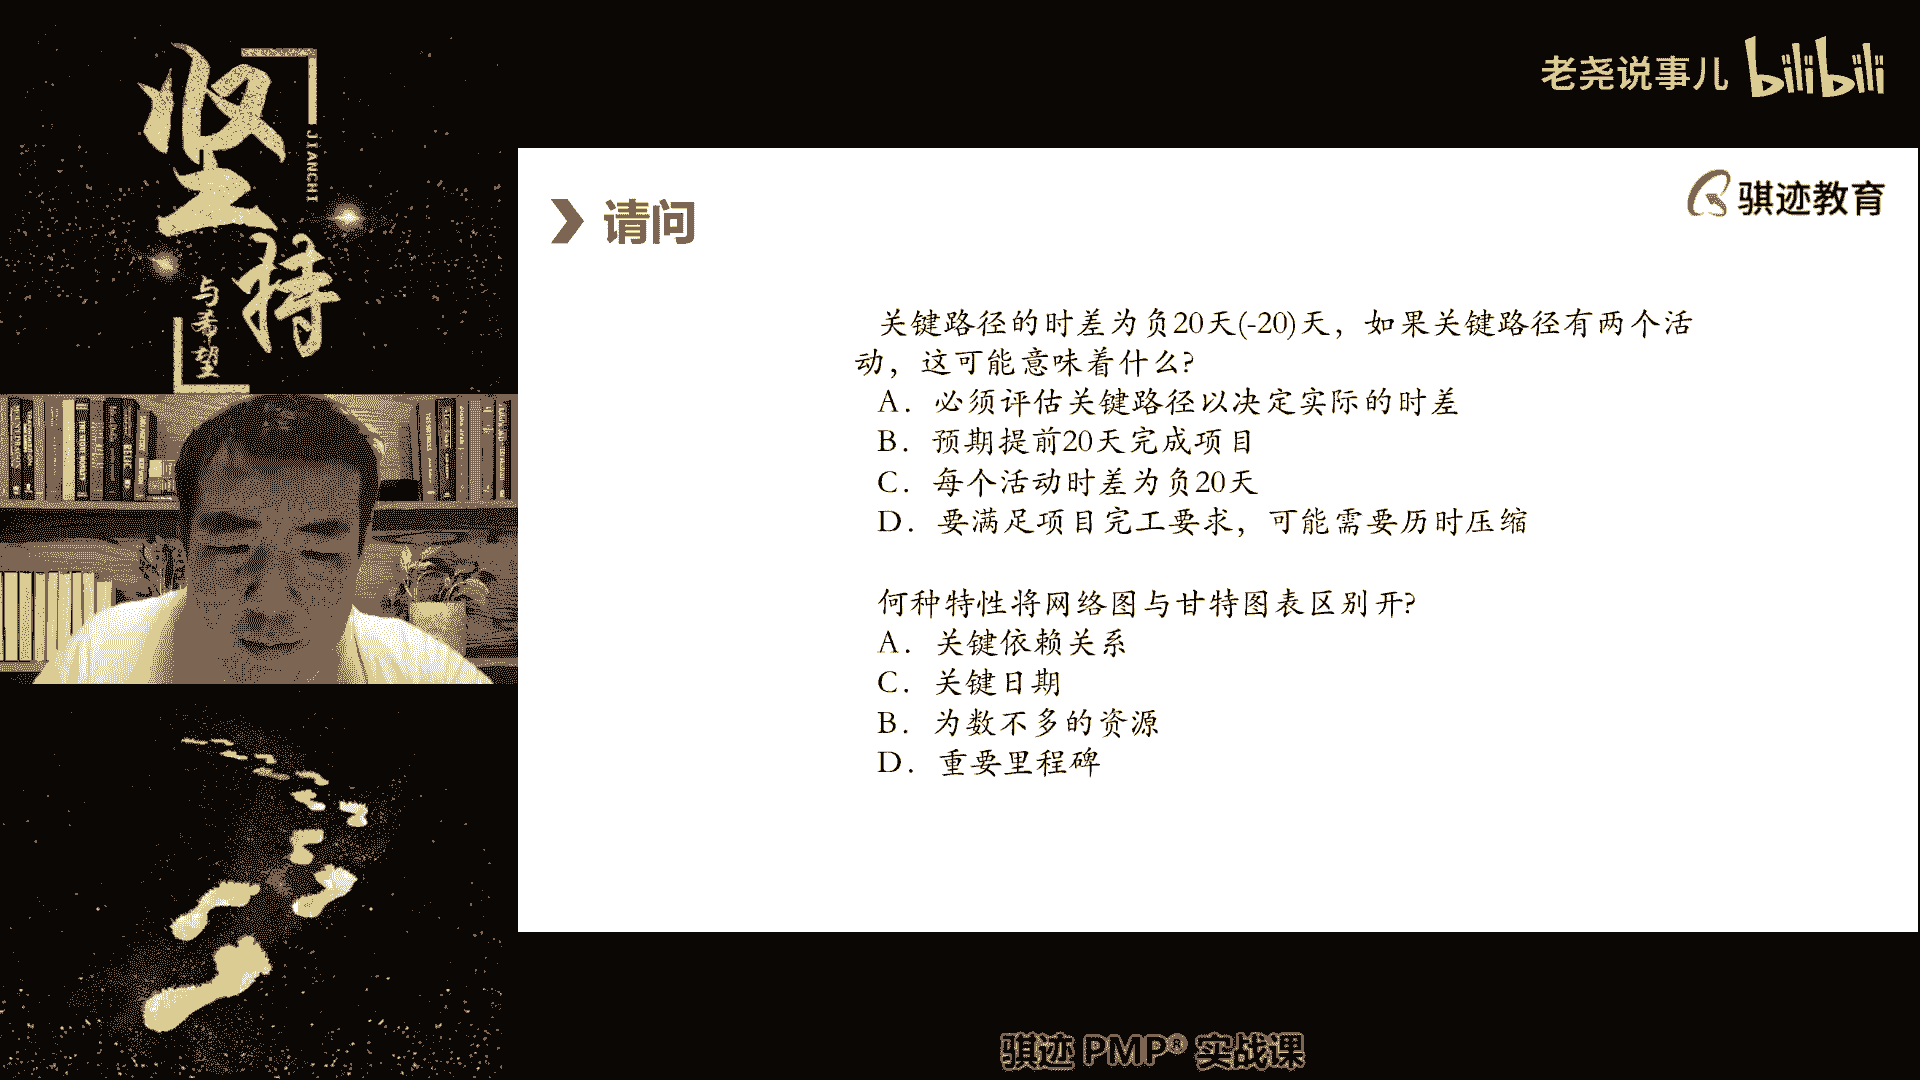 坚持
JIANCHI
与希望
老尧说事儿 bilibili
骐迹教育
请问
关键路径的时差为负20天(-20)天，如果关键路径有两个活
动，这可能意味着什么?
A. 必须评估关键路径以决定实际的时差
B. 预期提前20天完成项目
C. 每个活动时差为负20天
D. 要满足项目完工要求，可能需要历时压缩
何种特性将网络图与甘特图表区别开?
A. 关键依赖关系
C. 关键日期
B. 为数不多的资源
D. 重要里程碑
骐迹 PMP® 实战课